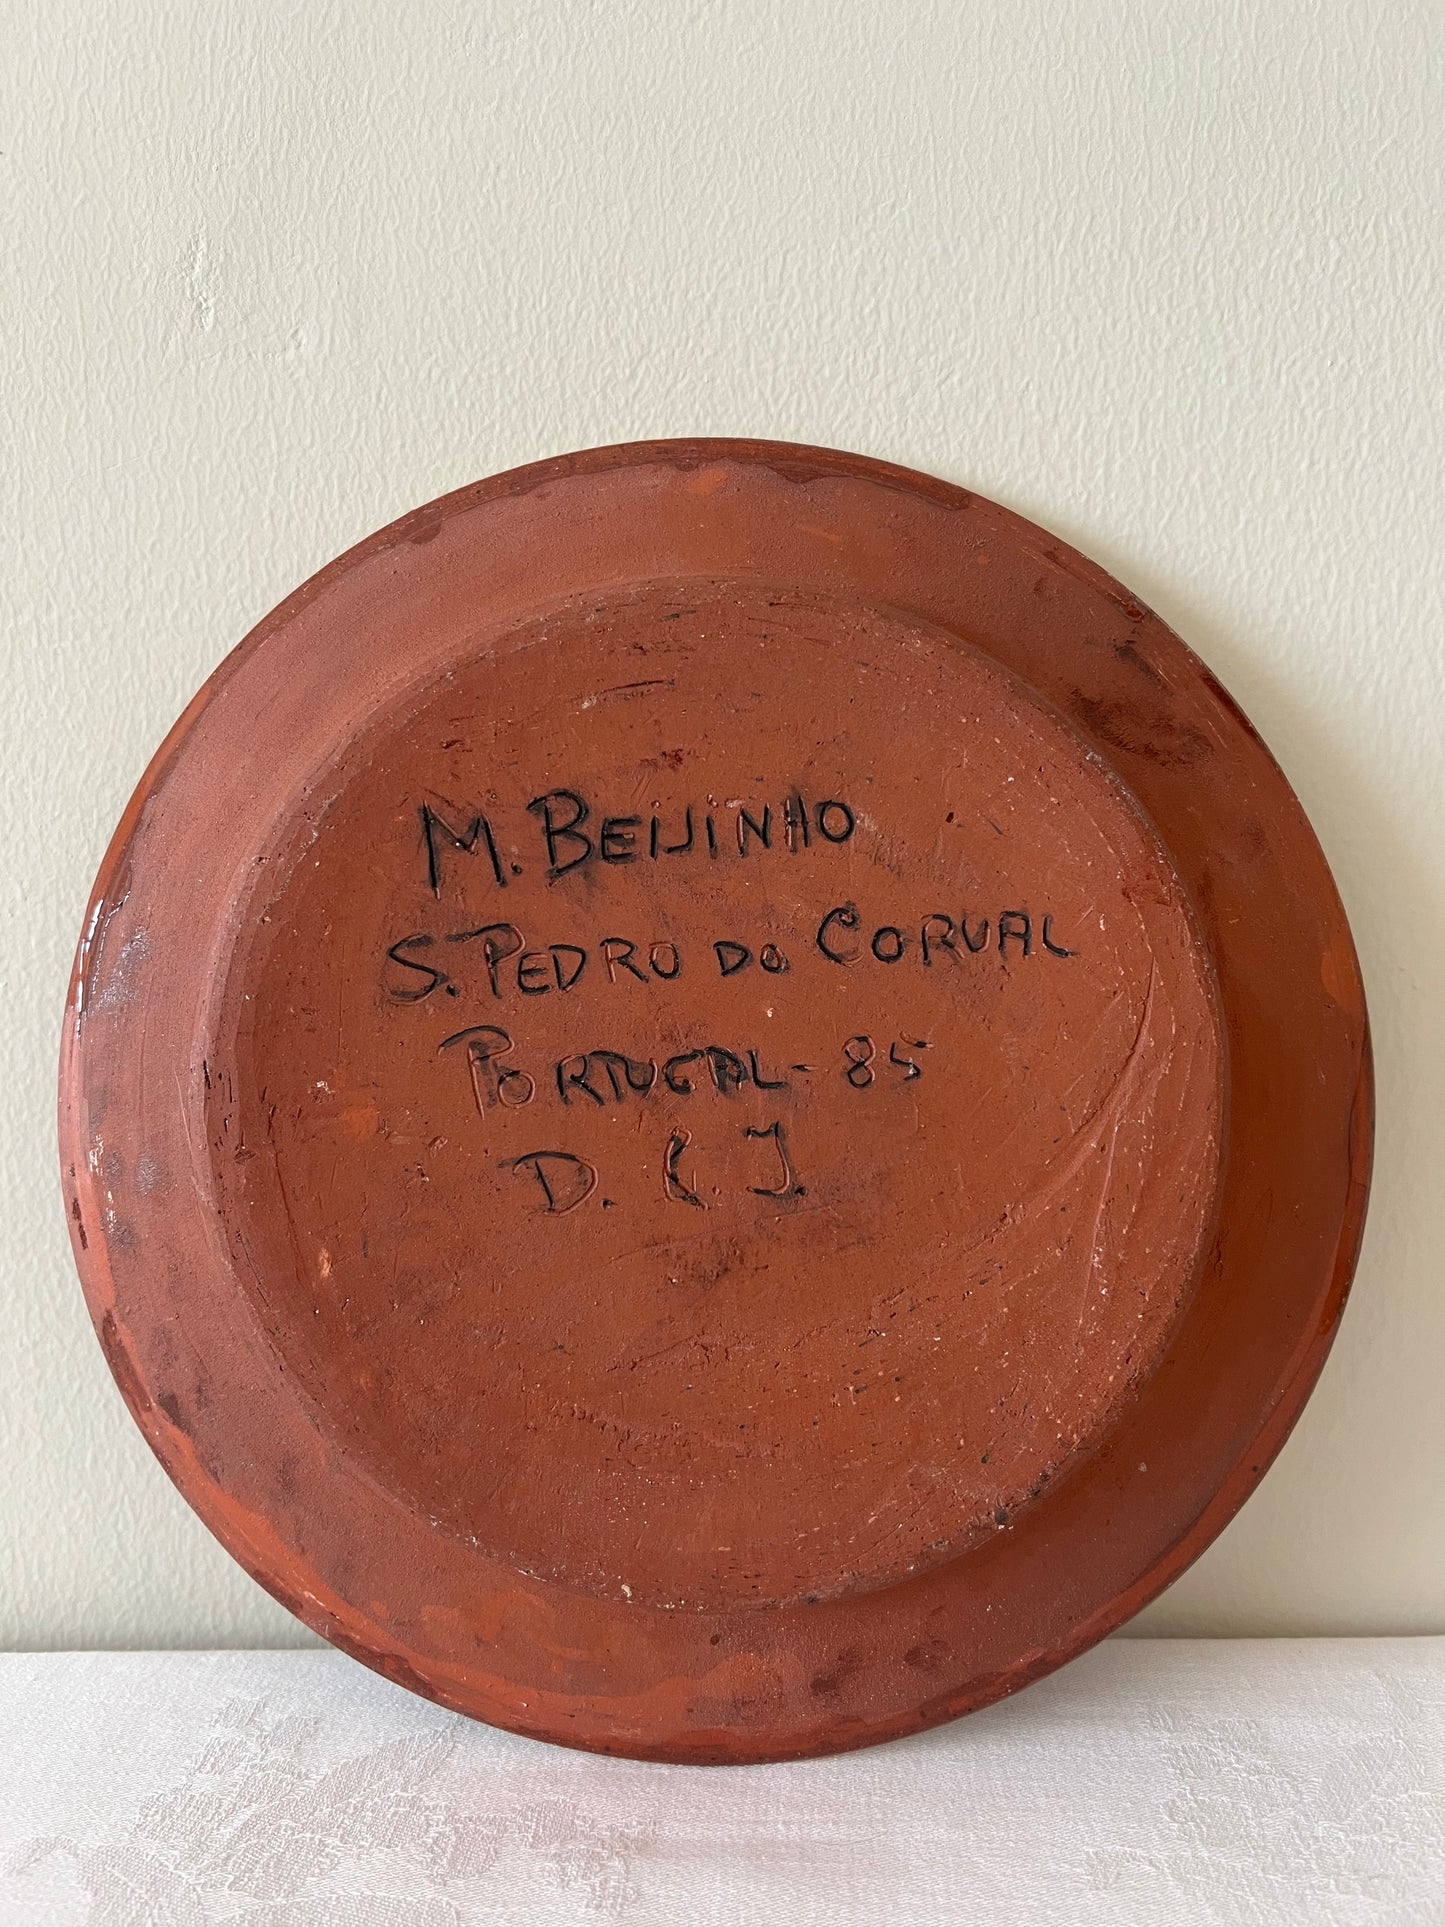 M. BEIJINHO
S. PEDRO DO CORVAL
PORTUGAL - 85
D. R. J.